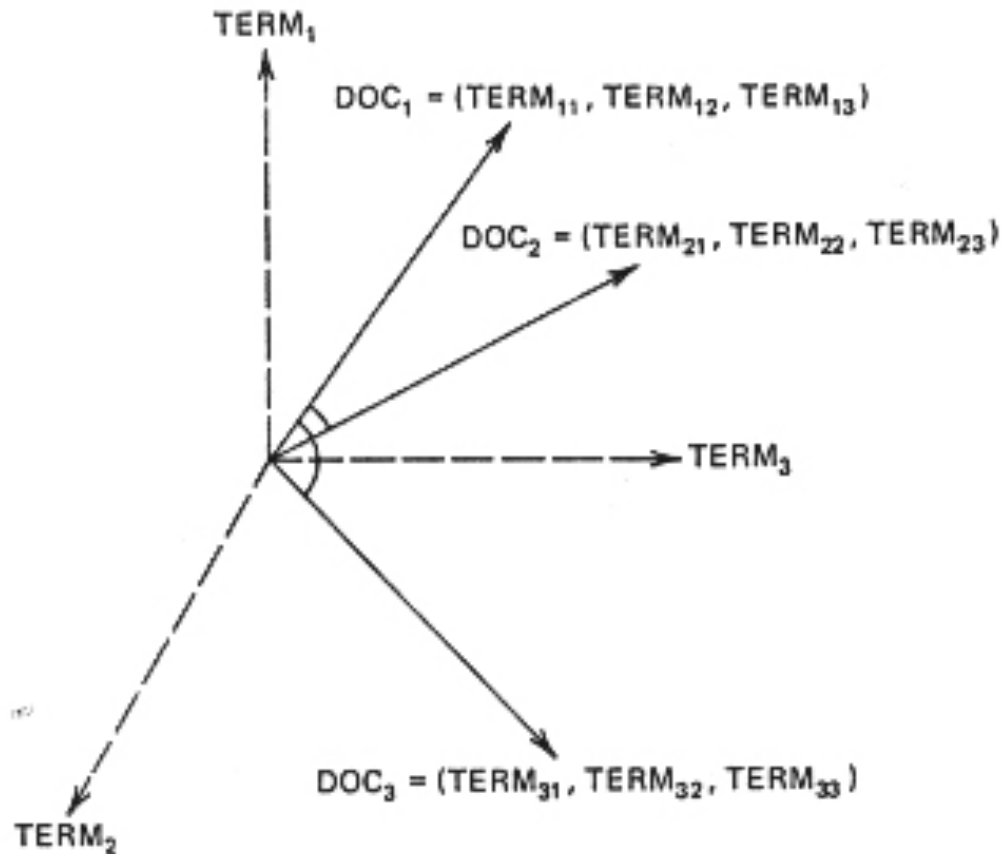 TERM₁
DOC₁ = (TERM₁₁, TERM₁₂, TERM₁₃)
DOC₂ = (TERM₂₁, TERM₂₂, TERM₂₃)
TERM₃
DOC₃ = (TERM₃₁, TERM₃₂, TERM₃₃)
TERM₂